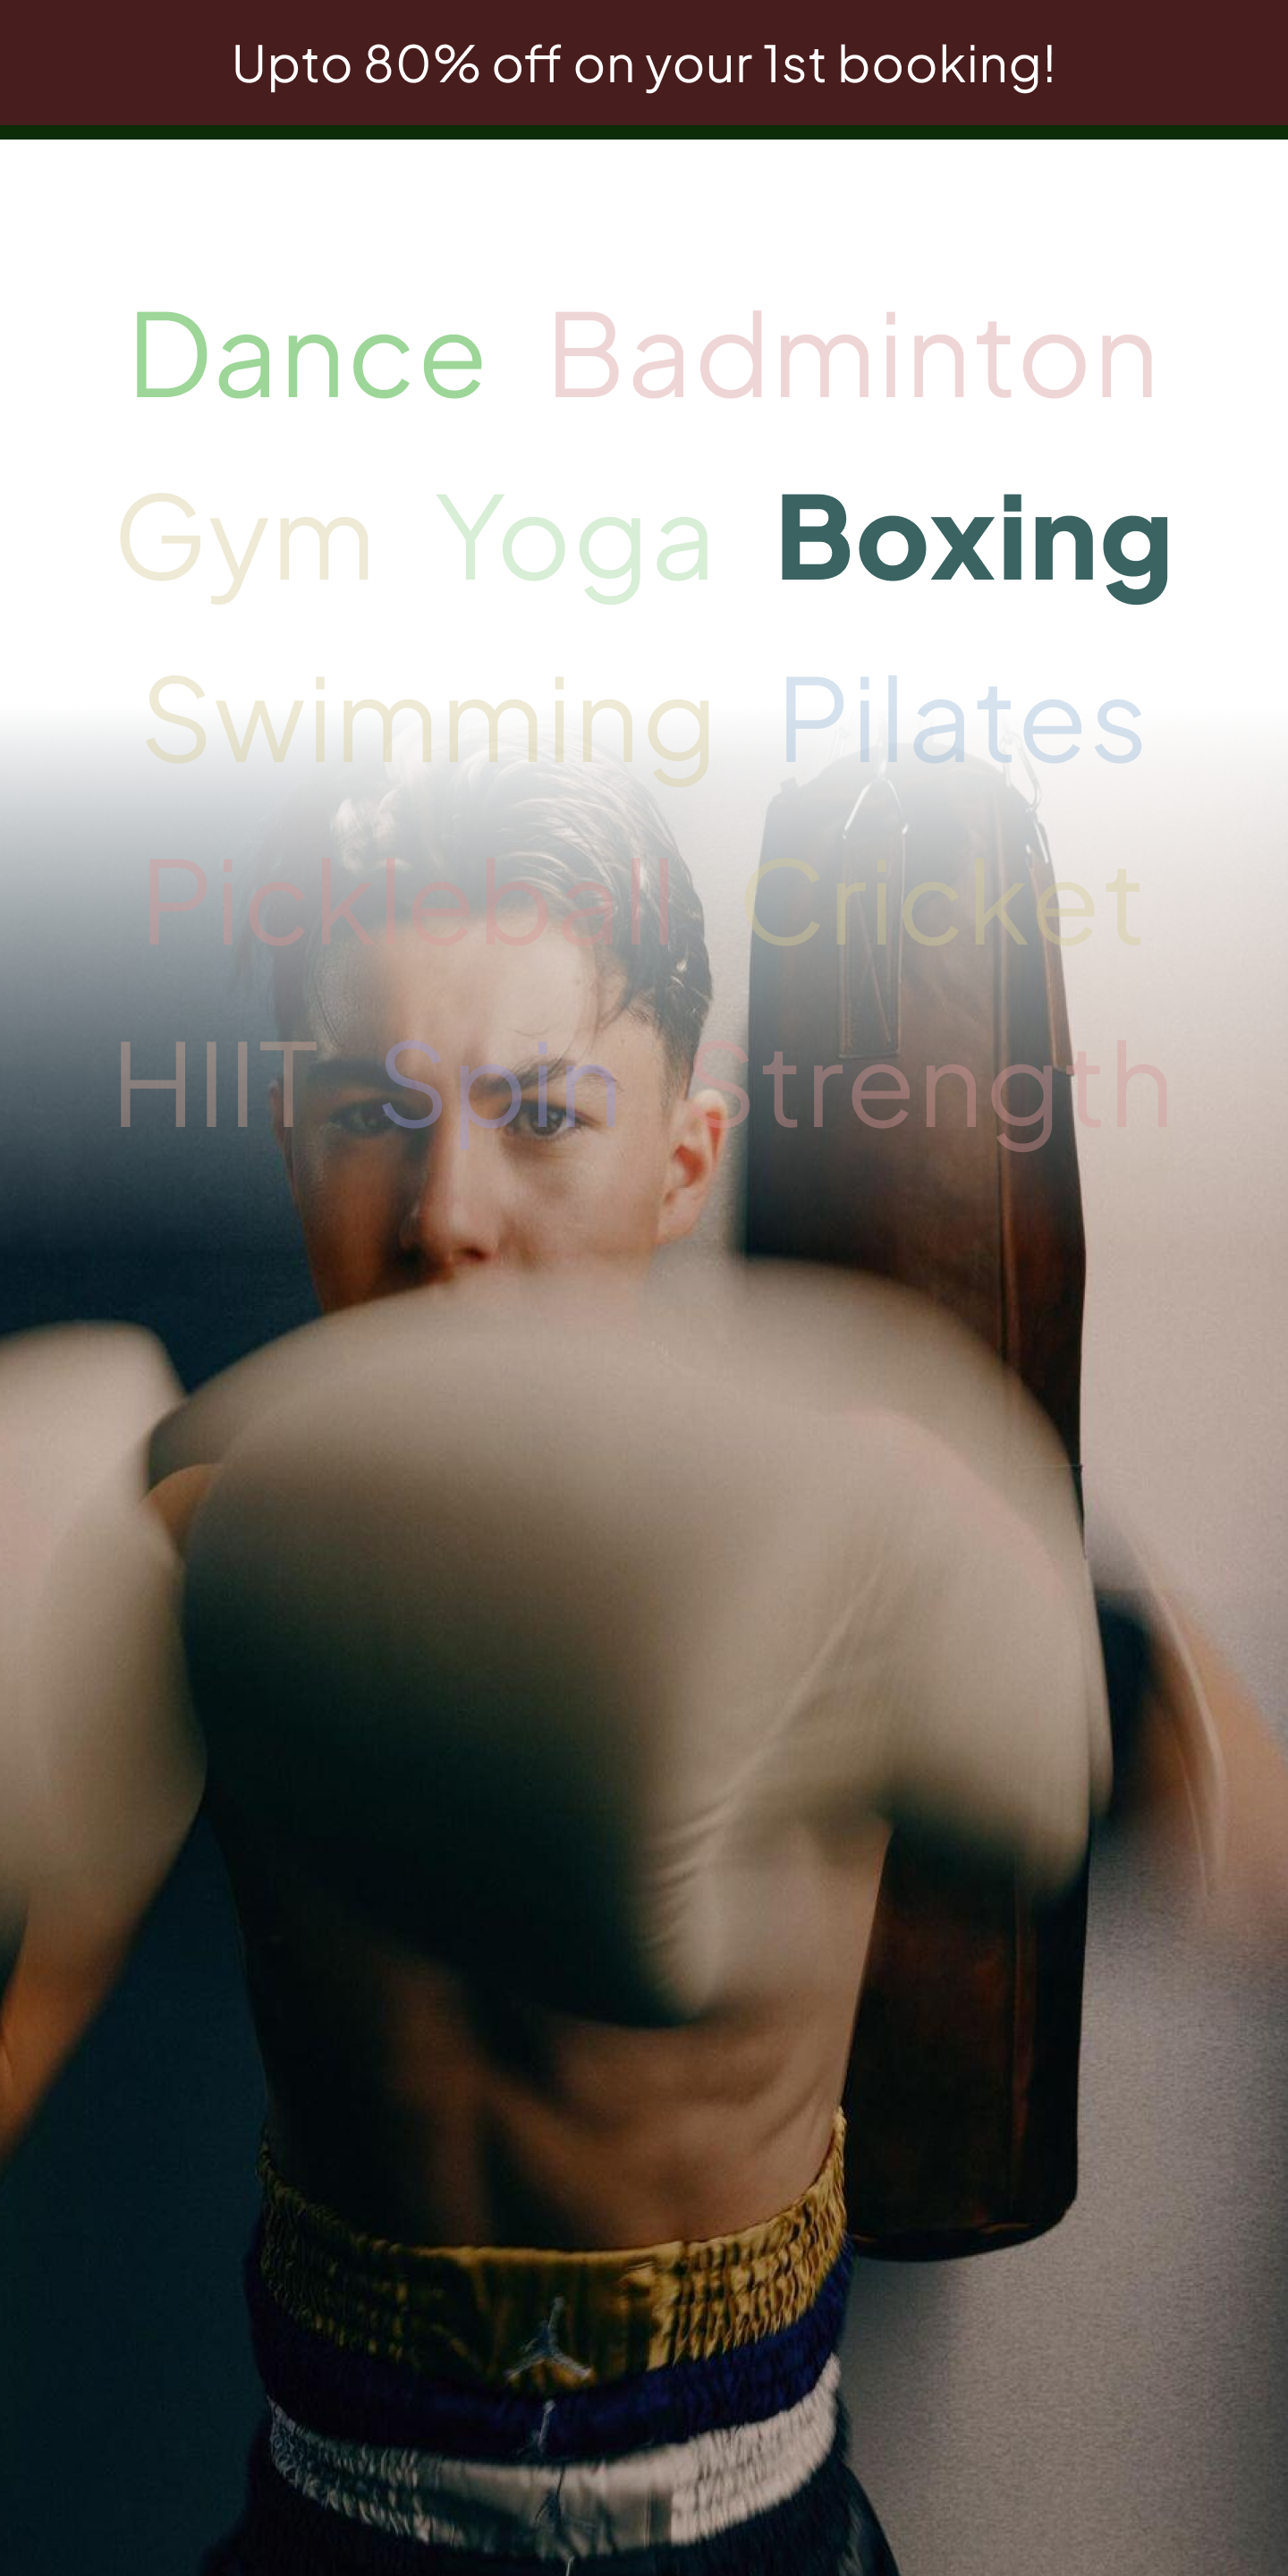 Upto 80% off on your 1st booking!
Dance Badminton
Gym Yoga Boxing
Swimming Pilates
Pickleball Cricket
HIIT Spin Strength